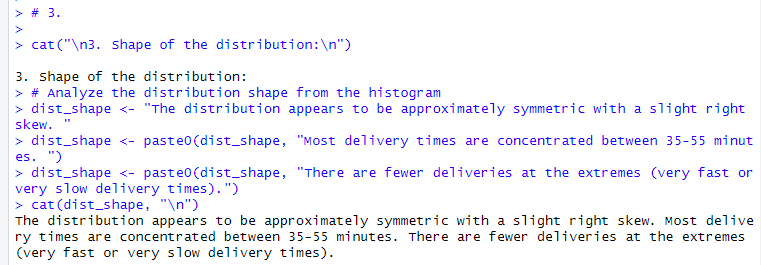 > # 3.
>
> cat("\n3. Shape of the distribution:\n")

3. Shape of the distribution:
> # Analyze the distribution shape from the histogram
> dist_shape <- "The distribution appears to be approximately symmetric with a slight right
skew. "
> dist_shape <- paste0(dist_shape, "Most delivery times are concentrated between 35-55 minut
es. ")
> dist_shape <- paste0(dist_shape, "There are fewer deliveries at the extremes (very fast or
very slow delivery times).")
> cat(dist_shape, "\n")
The distribution appears to be approximately symmetric with a slight right skew. Most delive
ry times are concentrated between 35-55 minutes. There are fewer deliveries at the extremes
(very fast or very slow delivery times).